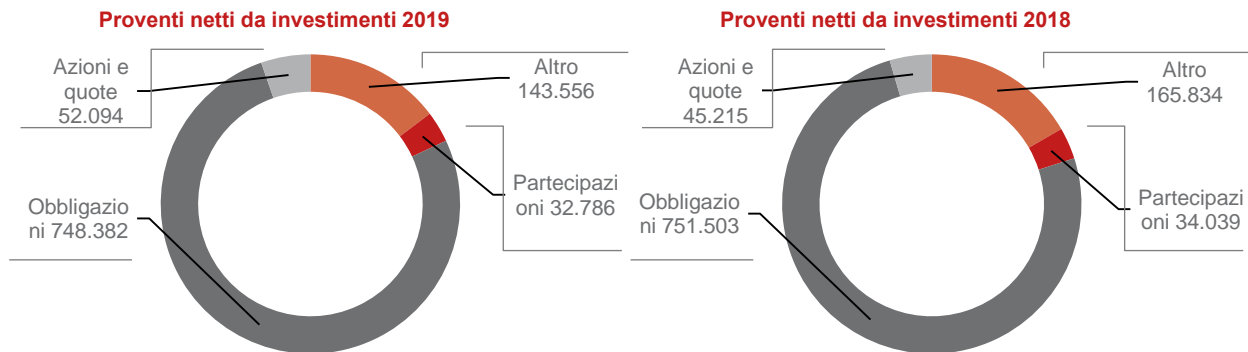 Proventi netti da investimenti 2019
Azioni e
quote
52.094
Altro
143.556
Partecipazi
oni 32.786
Obbligazio
ni 748.382
Proventi netti da investimenti 2018
Azioni e
quote
45.215
Altro
165.834
Partecipazi
oni 34.039
Obbligazio
ni 751.503